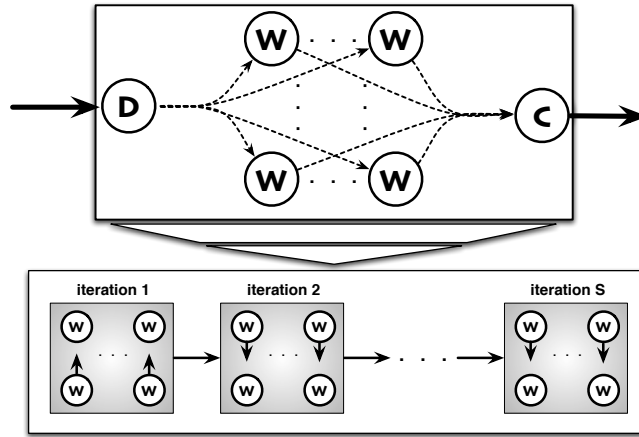 W . . . W
D
C
W . . . W
iteration 1 iteration 2 iteration S
W W W W W W
. . . . . . . . . . . .
W W W W W W